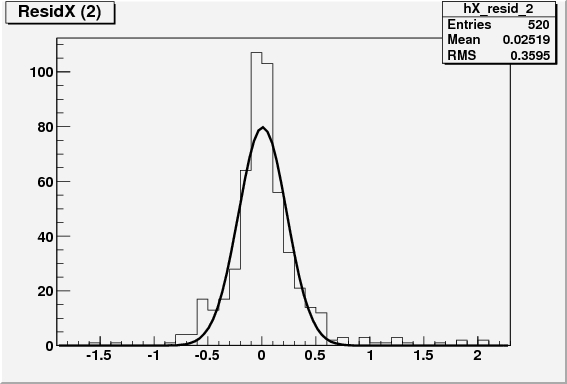 ResidX (2)
hX_resid_2
Entries 520
Mean 0.02519
RMS 0.3595
100
80
60
40
20
0
-1.5 -1 -0.5 0 0.5 1 1.5 2